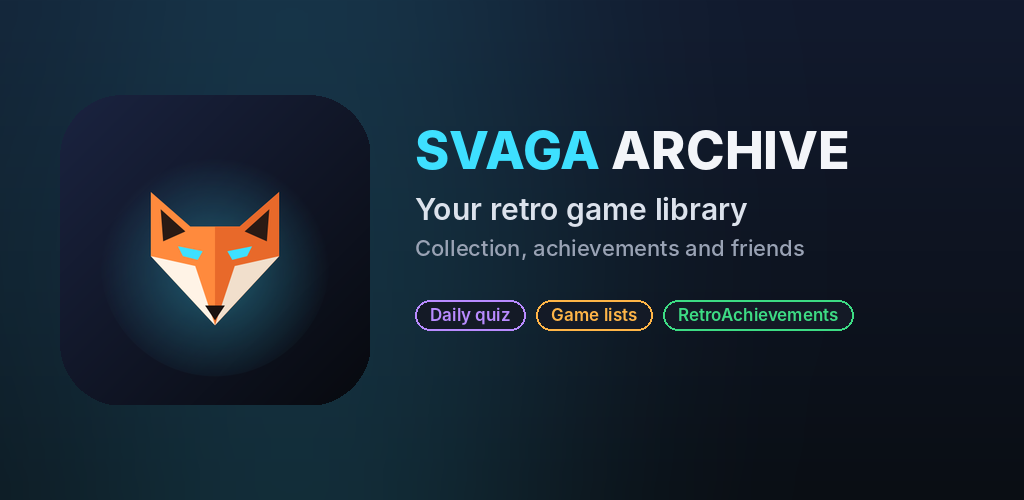 SVAGA ARCHIVE
Your retro game library
Collection, achievements and friends
Daily quiz Game lists RetroAchievements